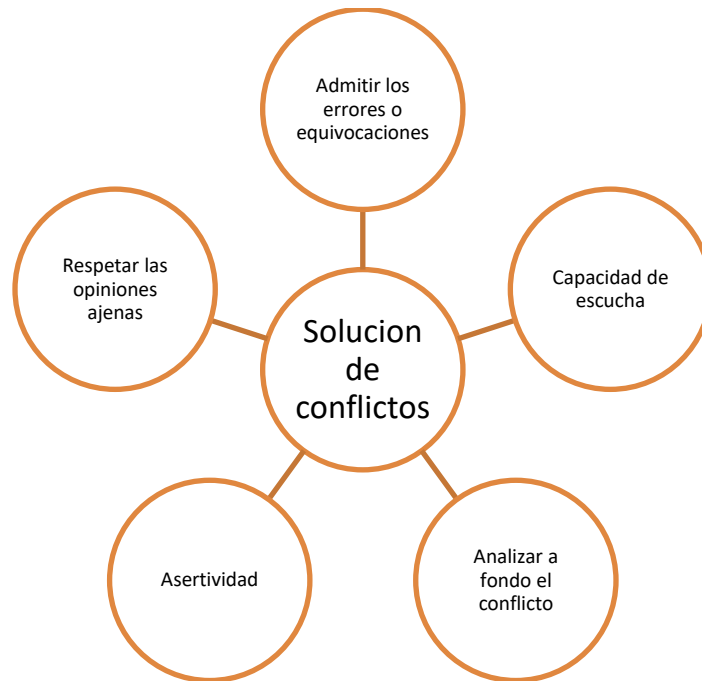 Admitir los
errores o
equivocaciones
Respetar las
opiniones
ajenas
Capacidad de
escucha
Solucion
de
conflictos
Asertividad
Analizar a
fondo el
conflicto